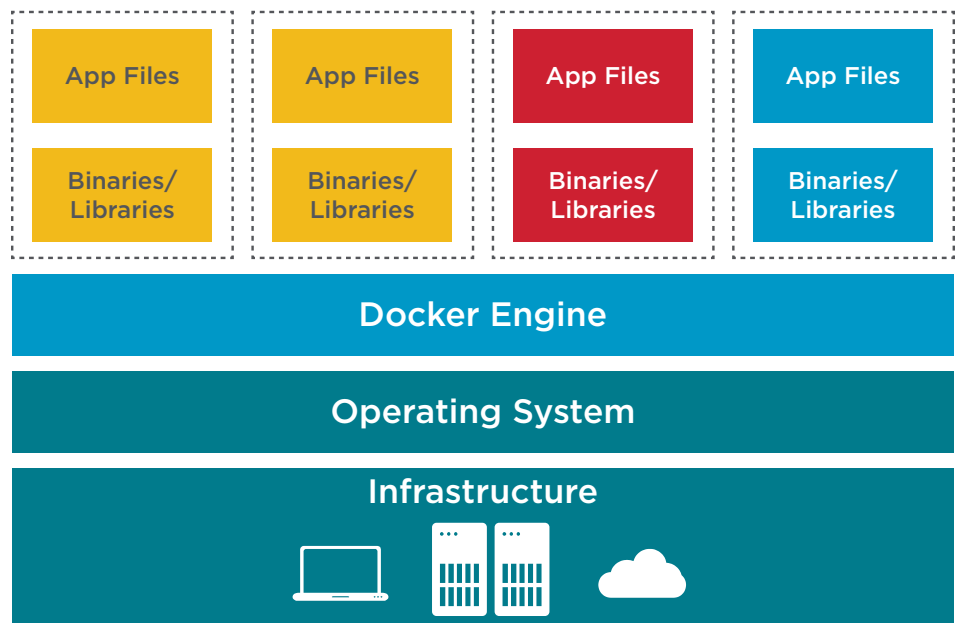 App Files
App Files
App Files
App Files
Binaries/
Libraries
Binaries/
Libraries
Binaries/
Libraries
Binaries/
Libraries
Docker Engine
Operating System
Infrastructure